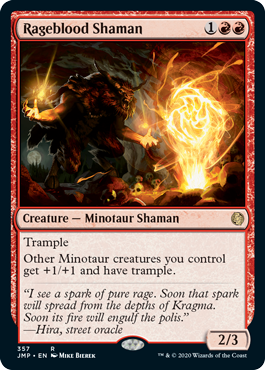 Rageblood Shaman 1
Creature — Minotaur Shaman
Trample
Other Minotaur creatures you control
get +1/+1 and have trample.
“I see a spark of pure rage. Soon that spark
will spread from the depths of Kragma.
Soon its fire will engulf the polis.”
—Hira, street oracle
2/3
357 R
JMP • EN MIKE BIEREK
™ & © 2020 Wizards of the Coast